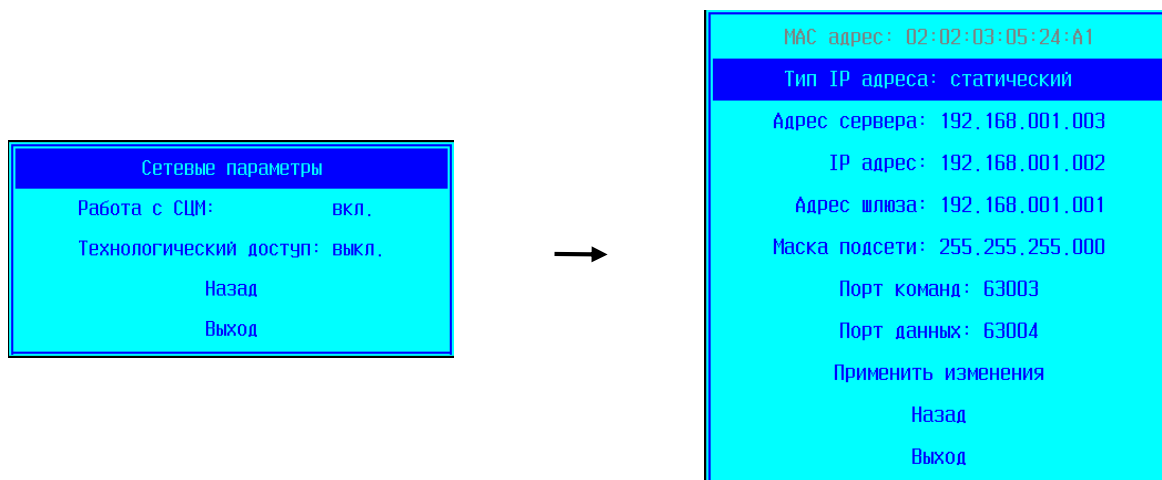 Сетевые параметры
Работа с СЦМ: вкл.
Технологический доступ: выкл.
Назад
Выход
МАС адрес: 02:02:03:05:24:A1
Тип IP адреса: статический
Адрес сервера: 192.168.001.003
IP адрес: 192.168.001.002
Адрес шлюза: 192.168.001.001
Маска подсети: 255.255.255.000
Порт команд: 63003
Порт данных: 63004
Применить изменения
Назад
Выход